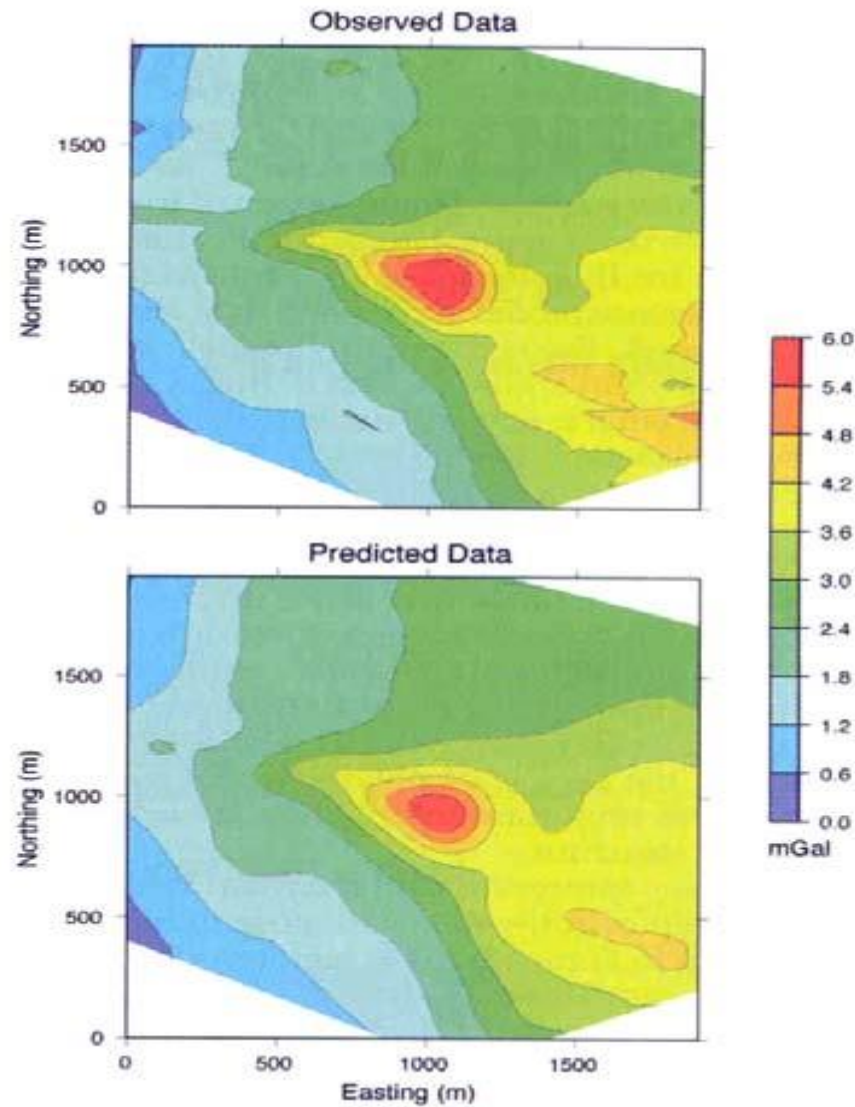 Observed Data
1500
1000
500
0
Northing (m)
Predicted Data
1500
1000
500
0
Northing (m)
0 500 1000 1500
Easting (m)
6.0
5.4
4.8
4.2
3.6
3.0
2.4
1.8
1.2
0.6
0.0
mGal